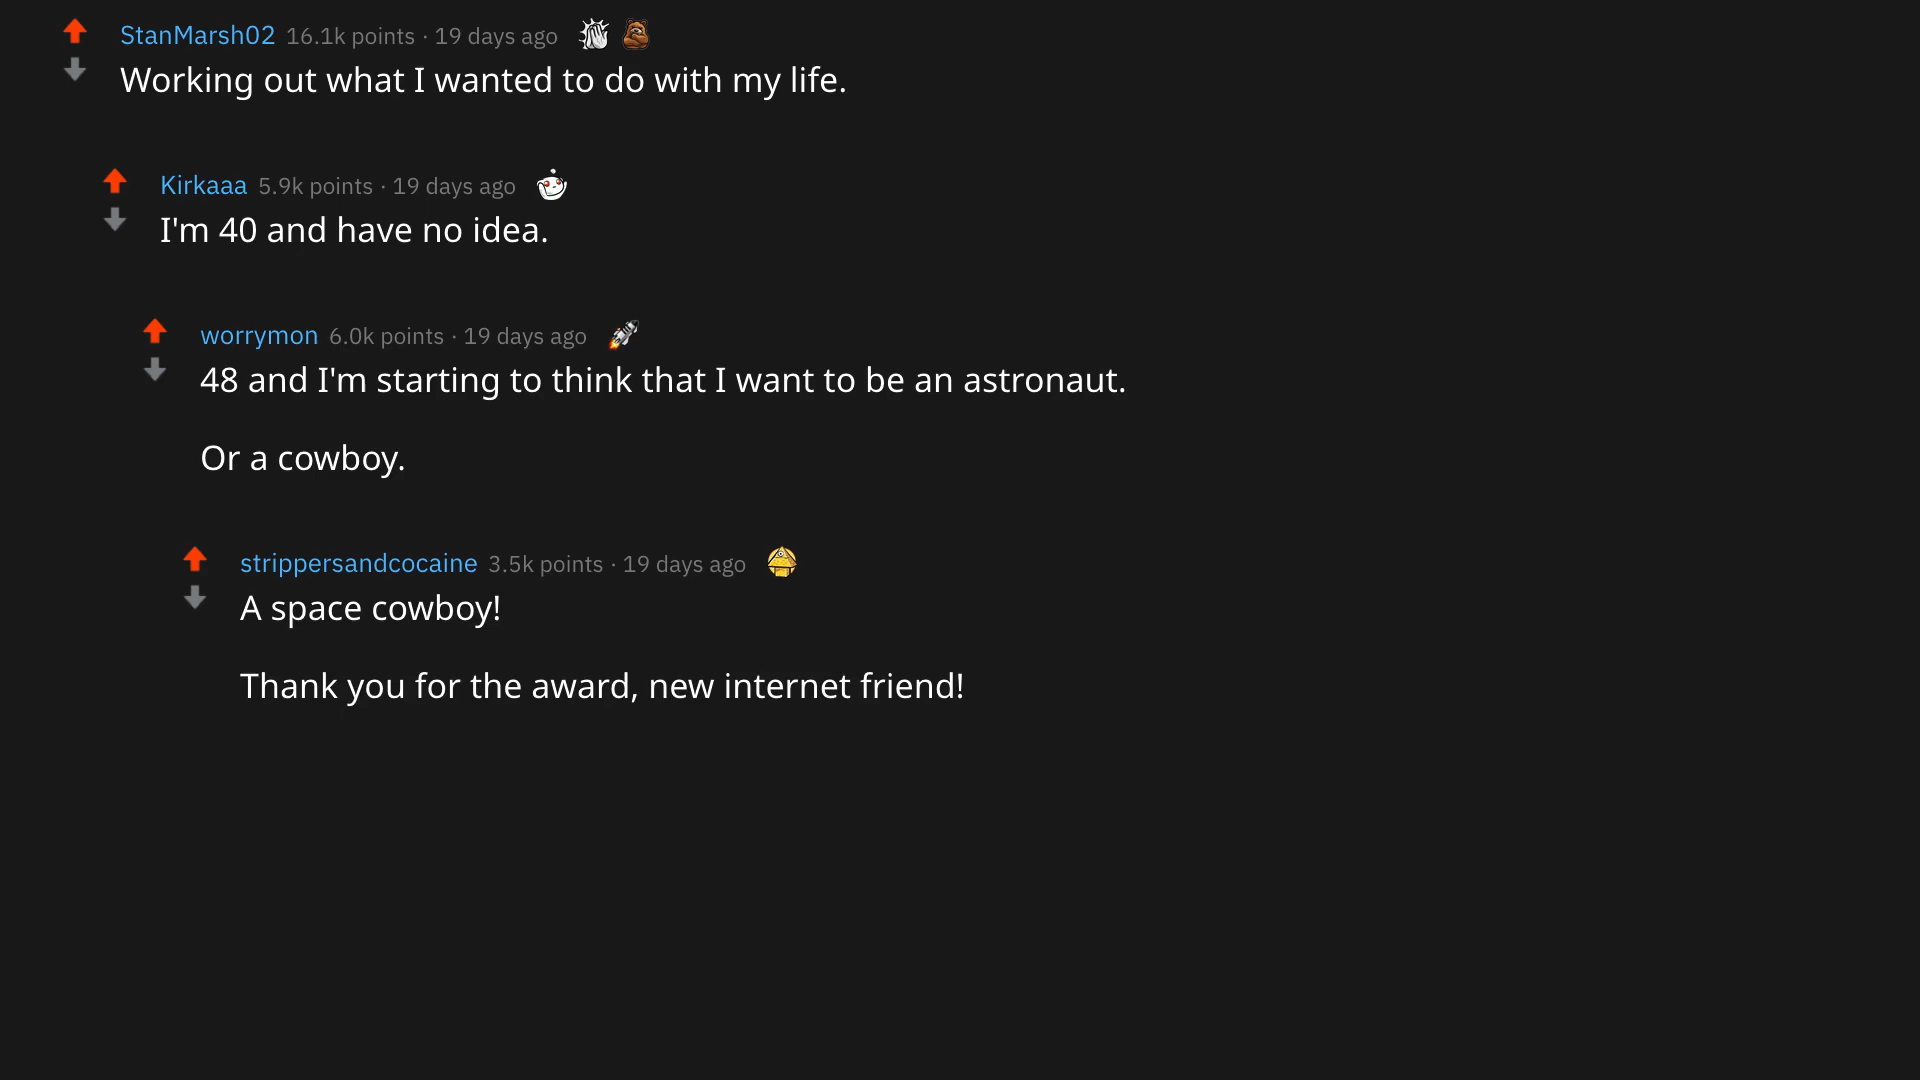 StanMarsh02 16.1k points · 19 days ago
Working out what I wanted to do with my life.
Kirkaaa 5.9k points · 19 days ago
I'm 40 and have no idea.
worrymon 6.0k points · 19 days ago
48 and I'm starting to think that I want to be an astronaut.
Or a cowboy.
strippersandcocaine 3.5k points · 19 days ago
A space cowboy!
Thank you for the award, new internet friend!